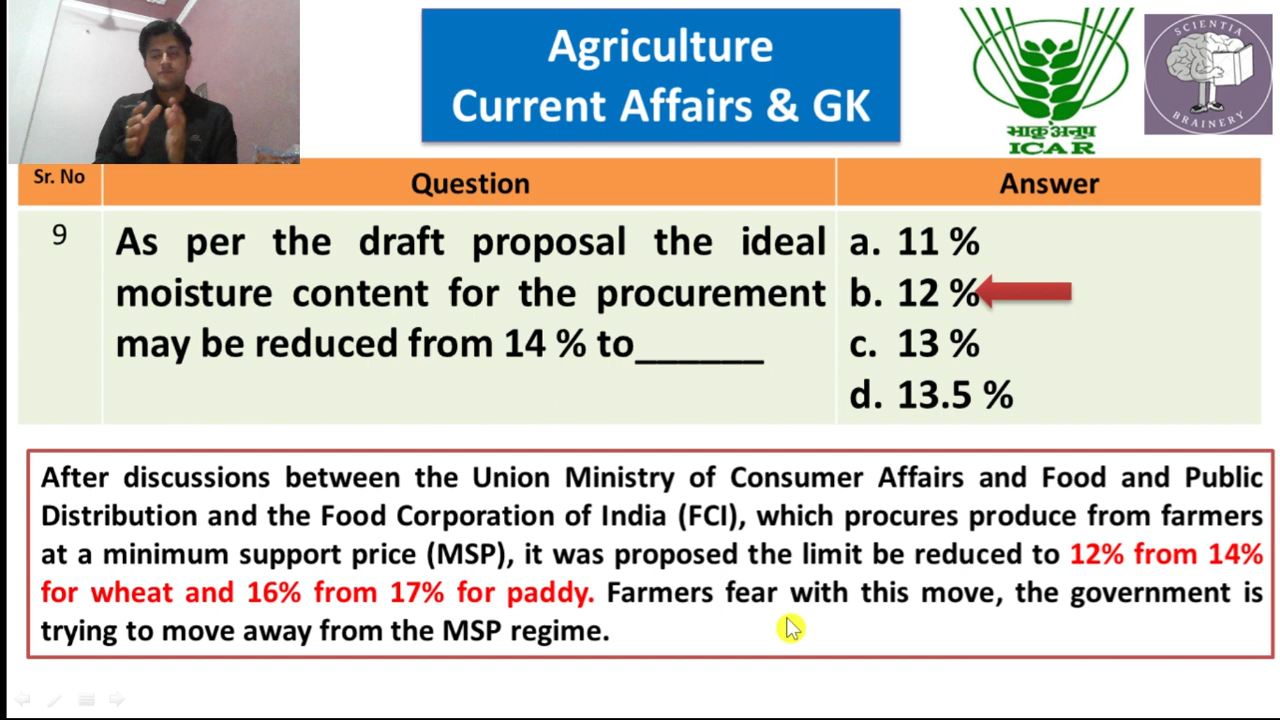 Agriculture
Current Affairs & GK
भाकृअनुप
ICAR
SCIENTIA
BRAINERY
Sr. No
Question
Answer
9
As per the draft proposal the ideal
moisture content for the procurement
may be reduced from 14 % to______
a. 11 %
b. 12 %
c. 13 %
d. 13.5 %
After discussions between the Union Ministry of Consumer Affairs and Food and Public
Distribution and the Food Corporation of India (FCI), which procures produce from farmers
at a minimum support price (MSP), it was proposed the limit be reduced to 12% from 14%
for wheat and 16% from 17% for paddy. Farmers fear with this move, the government is
trying to move away from the MSP regime.